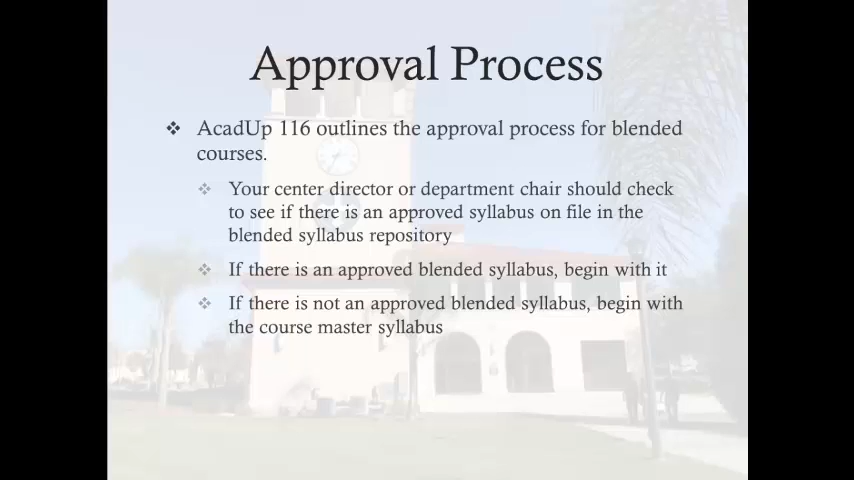 Approval Process
❖ AcadUp 116 outlines the approval process for blended
courses.
❖ Your center director or department chair should check
to see if there is an approved syllabus on file in the
blended syllabus repository
❖ If there is an approved blended syllabus, begin with it
❖ If there is not an approved blended syllabus, begin with
the course master syllabus